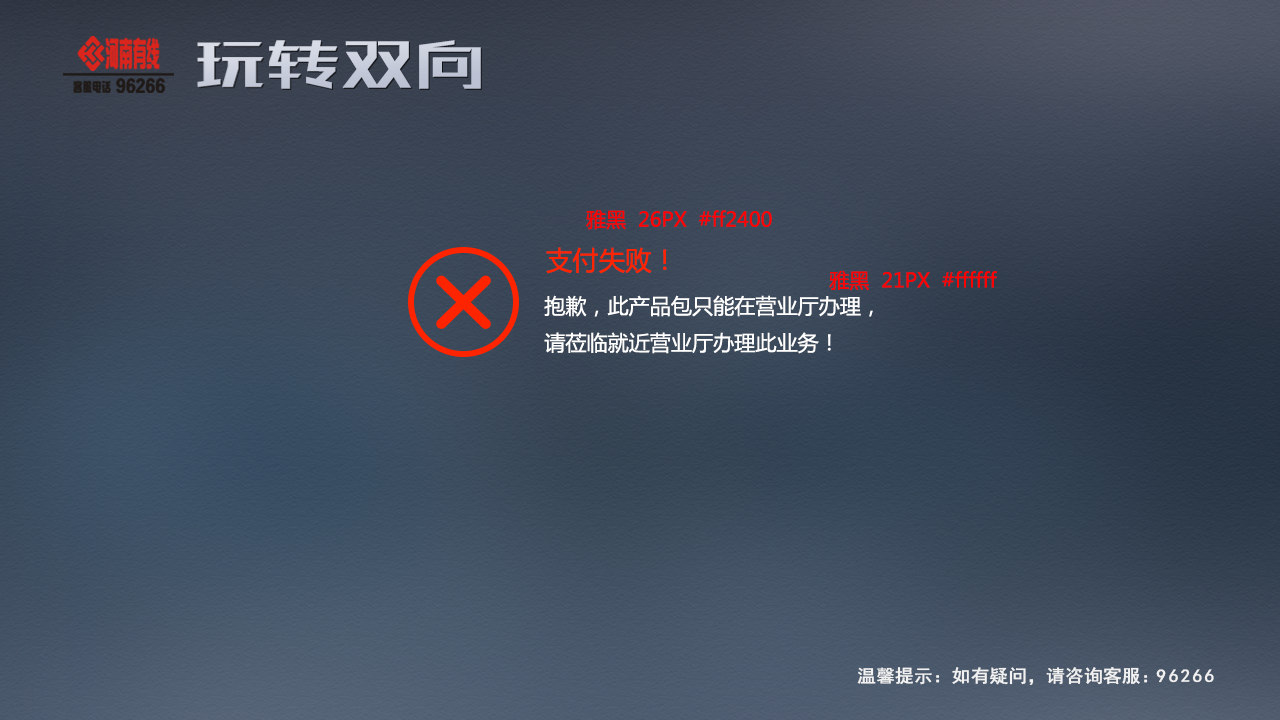 河南有线
客服电话 96266
玩转双向
雅黑 26PX #ff2400
支付失败！
雅黑 21PX #ffffff
抱歉，此产品包只能在营业厅办理，
请莅临就近营业厅办理此业务！
温馨提示：如有疑问，请咨询客服：96266